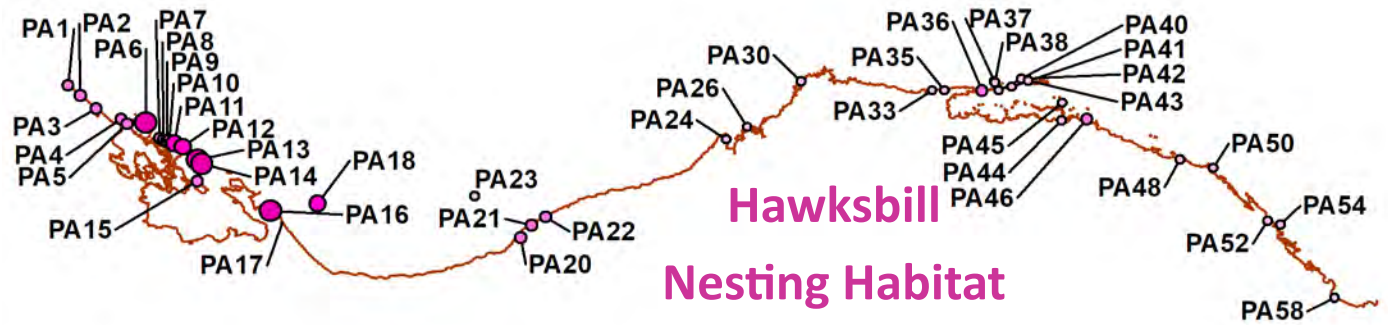 PA1
PA2
PA6
PA7
PA8
PA9
PA10
PA11
PA12
PA13
PA14
PA3
PA4
PA5
PA15
PA17
PA16
PA18
PA23
PA21
PA20
PA22
PA24
PA26
PA30
PA35
PA33
PA36
PA37
PA38
PA40
PA41
PA42
PA43
PA45
PA44
PA46
PA48
PA50
PA52
PA54
PA58
Hawksbill
Nesting Habitat